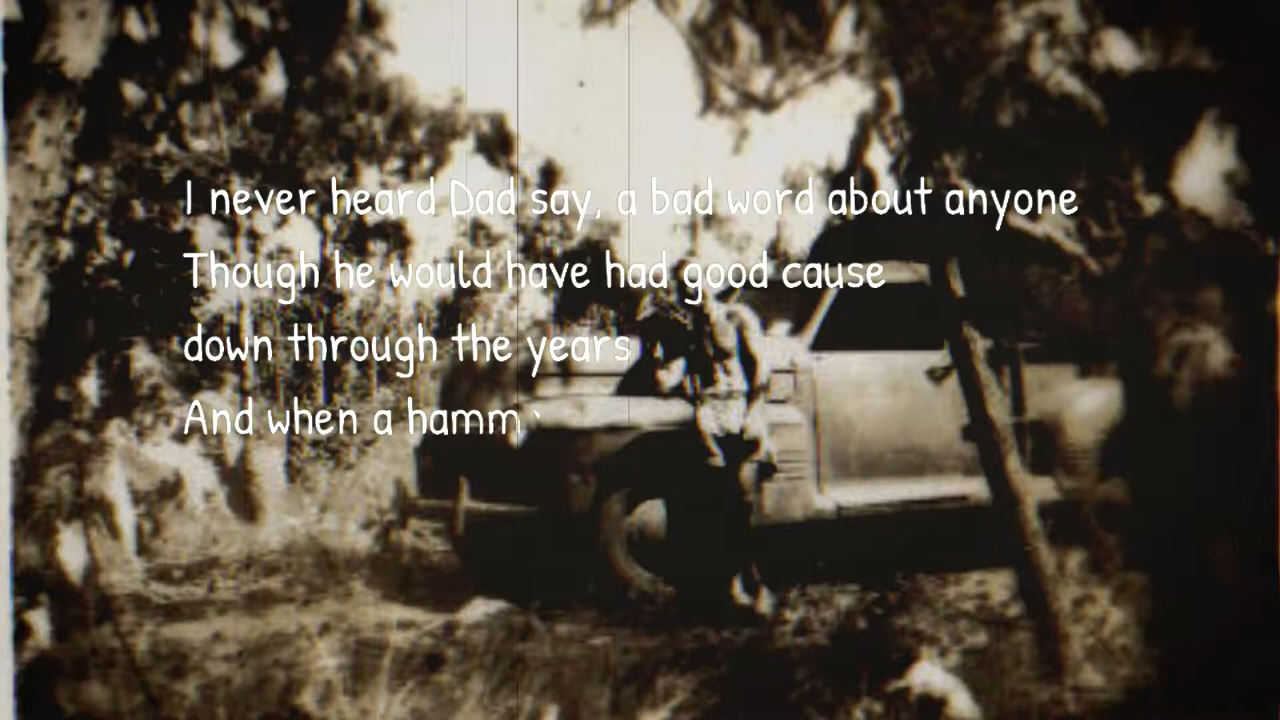 I never heard Dad say, a bad word about anyone
Though he would have had good cause
down through the years
And when a hamm